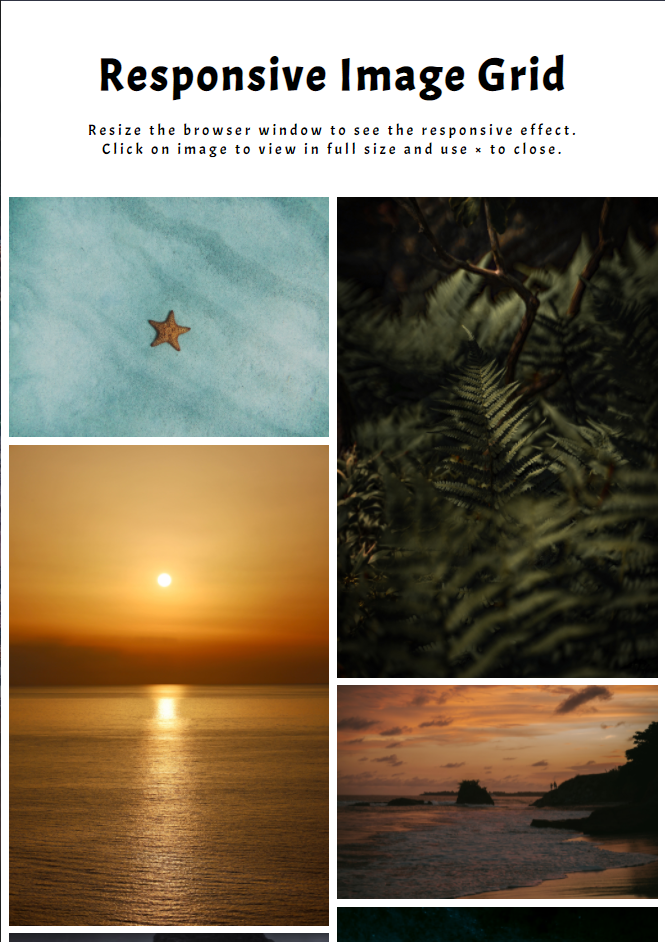 Responsive Image Grid
Resize the browser window to see the responsive effect.
Click on image to view in full size and use × to close.